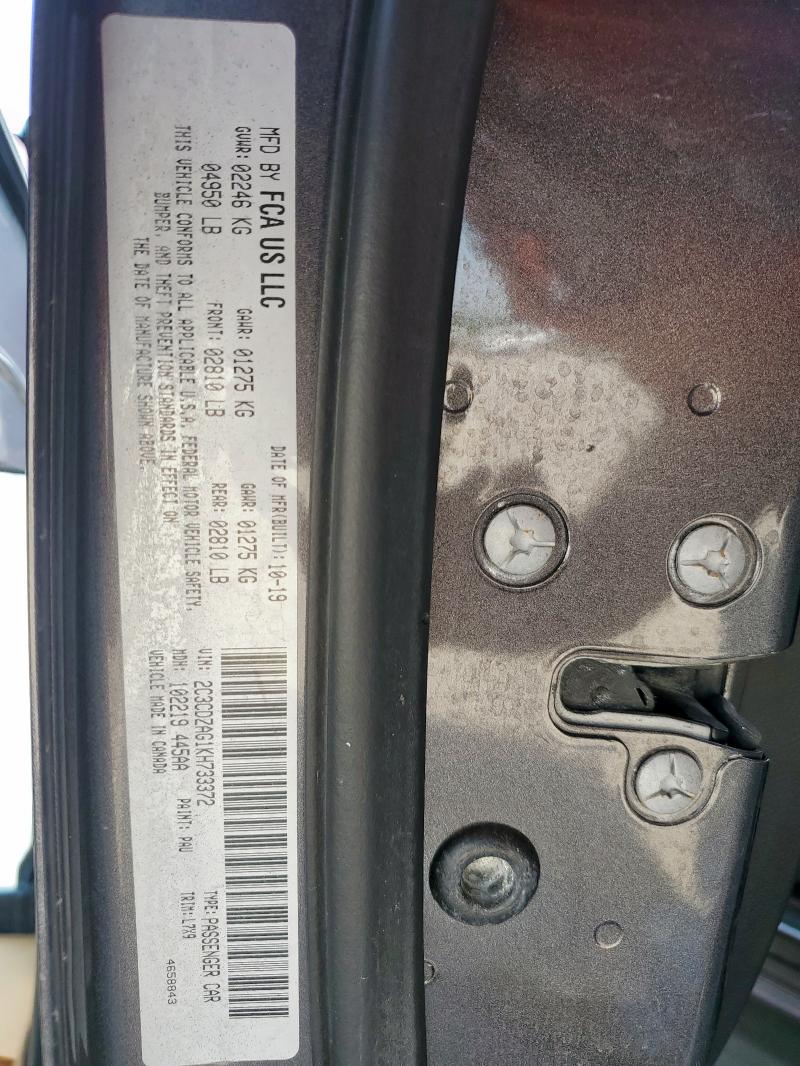 MFD BY FCA US LLC
DATE OF MFR(BUILT): 10-19
GVWR: 02246 KG
GAWR: 01275 KG
GAWR: 01275 KG
04950 LB
FRONT: 02810 LB
REAR: 02810 LB
THIS VEHICLE CONFORMS TO ALL APPLICABLE U.S.A. FEDERAL MOTOR VEHICLE SAFETY,
BUMPER, AND THEFT PREVENTION STANDARDS IN EFFECT ON
THE DATE OF MANUFACTURE SHOWN ABOVE.
VIN: 2C3CDZAG1KH733372
TYPE: PASSENGER CAR
MDH: 102219 445AA
PAINT: PAU
TRIM: L7X9
VEHICLE MADE IN CANADA
4658843